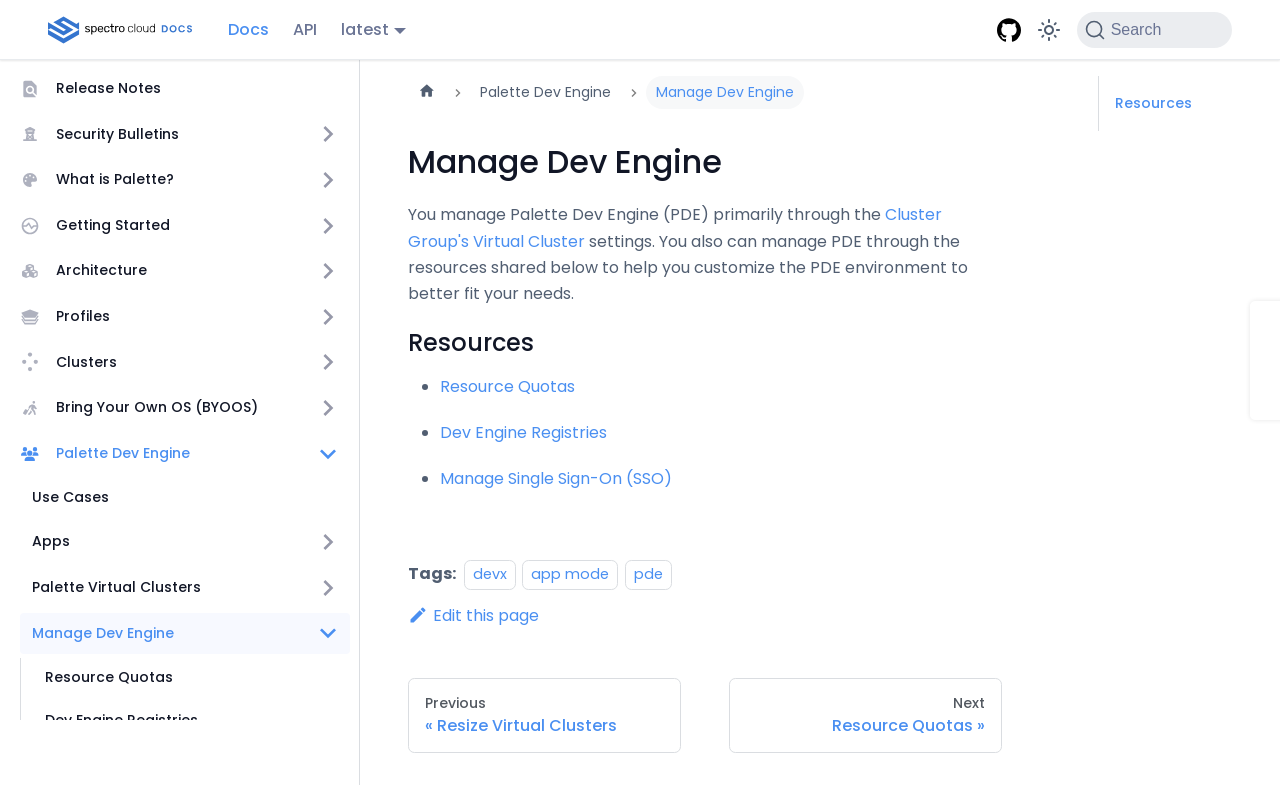 spectro cloud DOCS
Docs
API
latest
Search
Release Notes
Security Bulletins
What is Palette?
Getting Started
Architecture
Profiles
Clusters
Bring Your Own OS (BYOOS)
Palette Dev Engine
Use Cases
Apps
Palette Virtual Clusters
Manage Dev Engine
Resource Quotas
Dev Engine Registries
Palette Dev Engine
Manage Dev Engine
Manage Dev Engine
You manage Palette Dev Engine (PDE) primarily through the Cluster
Group's Virtual Cluster settings. You also can manage PDE through the
resources shared below to help you customize the PDE environment to
better fit your needs.
Resources
Resource Quotas
Dev Engine Registries
Manage Single Sign-On (SSO)
Tags: devx app mode pde
Edit this page
Previous
« Resize Virtual Clusters
Next
Resource Quotas »
Resources